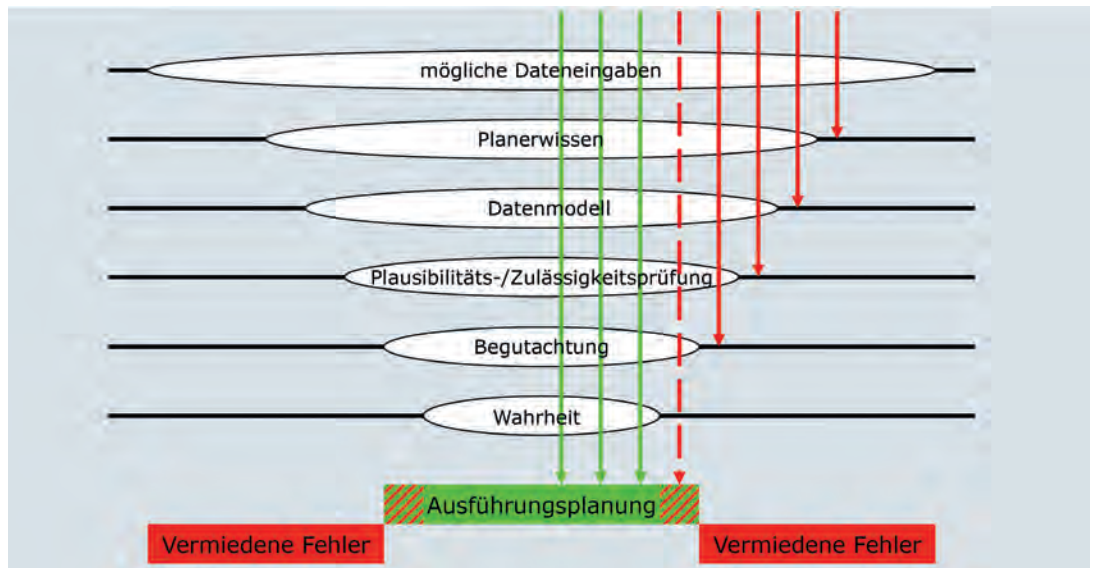 mögliche Dateneingaben
Planerwissen
Datenmodell
Plausibilitäts-/Zulässigkeitsprüfung
Begutachtung
Wahrheit
Ausführungsplanung
Vermiedene Fehler
Vermiedene Fehler